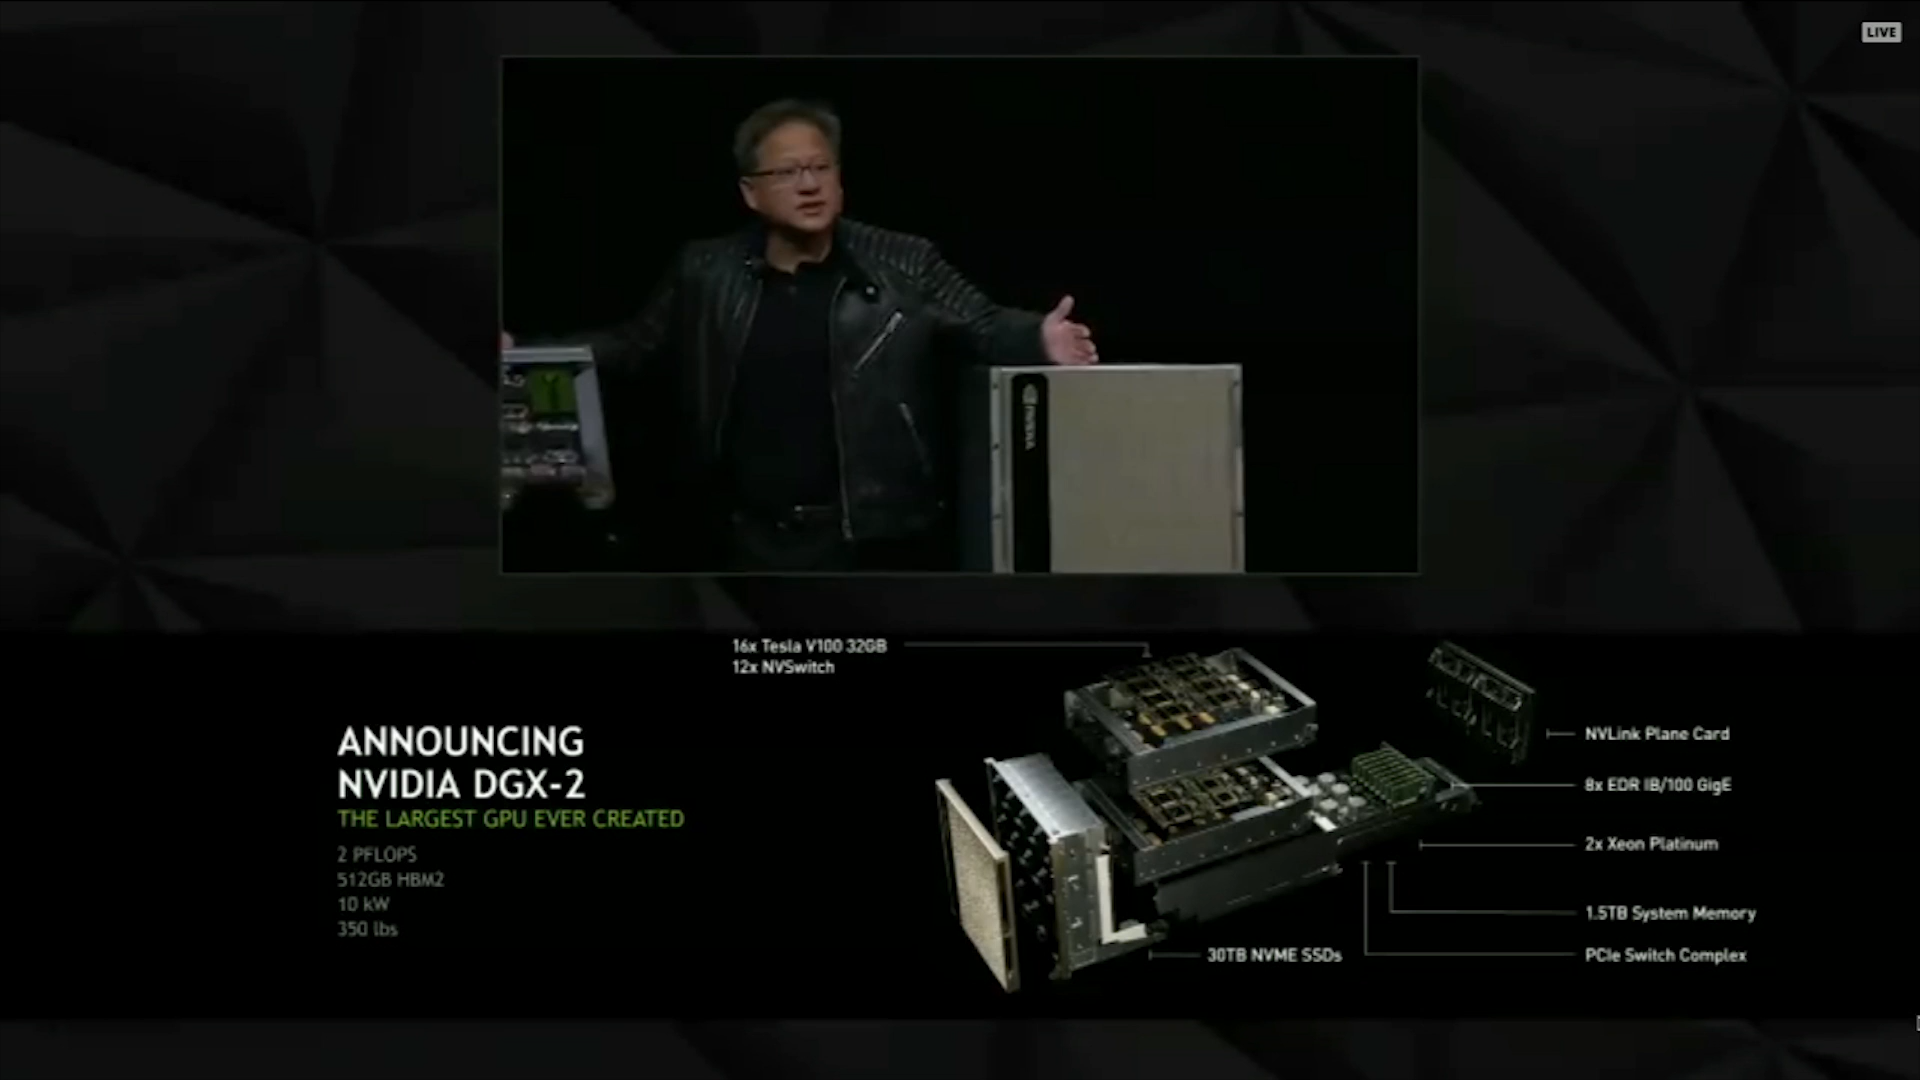 LIVE
NVIDIA
16x Tesla V100 32GB
12x NVSwitch
ANNOUNCING
NVIDIA DGX-2
THE LARGEST GPU EVER CREATED
2 PFLOPS
512GB HBM2
10 kW
350 lbs
NVLink Plane Card
8x EDR IB/100 GigE
2x Xeon Platinum
1.5TB System Memory
30TB NVME SSDs
PCIe Switch Complex